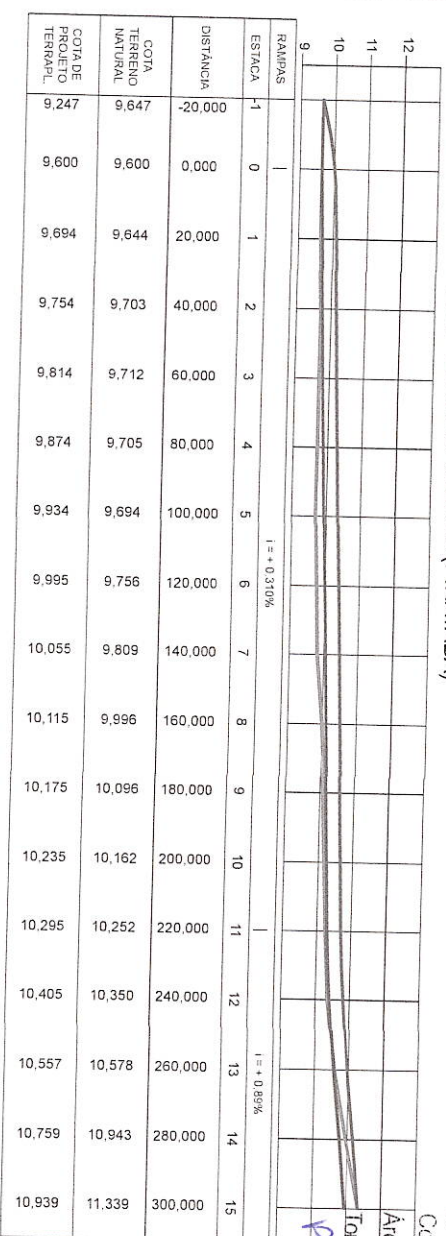 12
11
10
9
RAMPAS i = + 0.310% i = + 0,89%
ESTACA -1 0 1 2 3 4 5 6 7 8 9 10 11 12 13 14 15
DISTÂNCIA -20,000 0,000 20,000 40,000 60,000 80,000 100,000 120,000 140,000 160,000 180,000 200,000 220,000 240,000 260,000 280,000 300,000
COTA
TERRENO
NATURAL
9,647 9,600 9,644 9,703 9,712 9,705 9,694 9,756 9,809 9,996 10,096 10,162 10,252 10,350 10,578 10,943 11,339
COTA DE
PROJETO
TERRAPL.
9,247 9,600 9,694 9,754 9,814 9,874 9,934 9,995 10,055 10,115 10,175 10,235 10,295 10,405 10,557 10,759 10,939